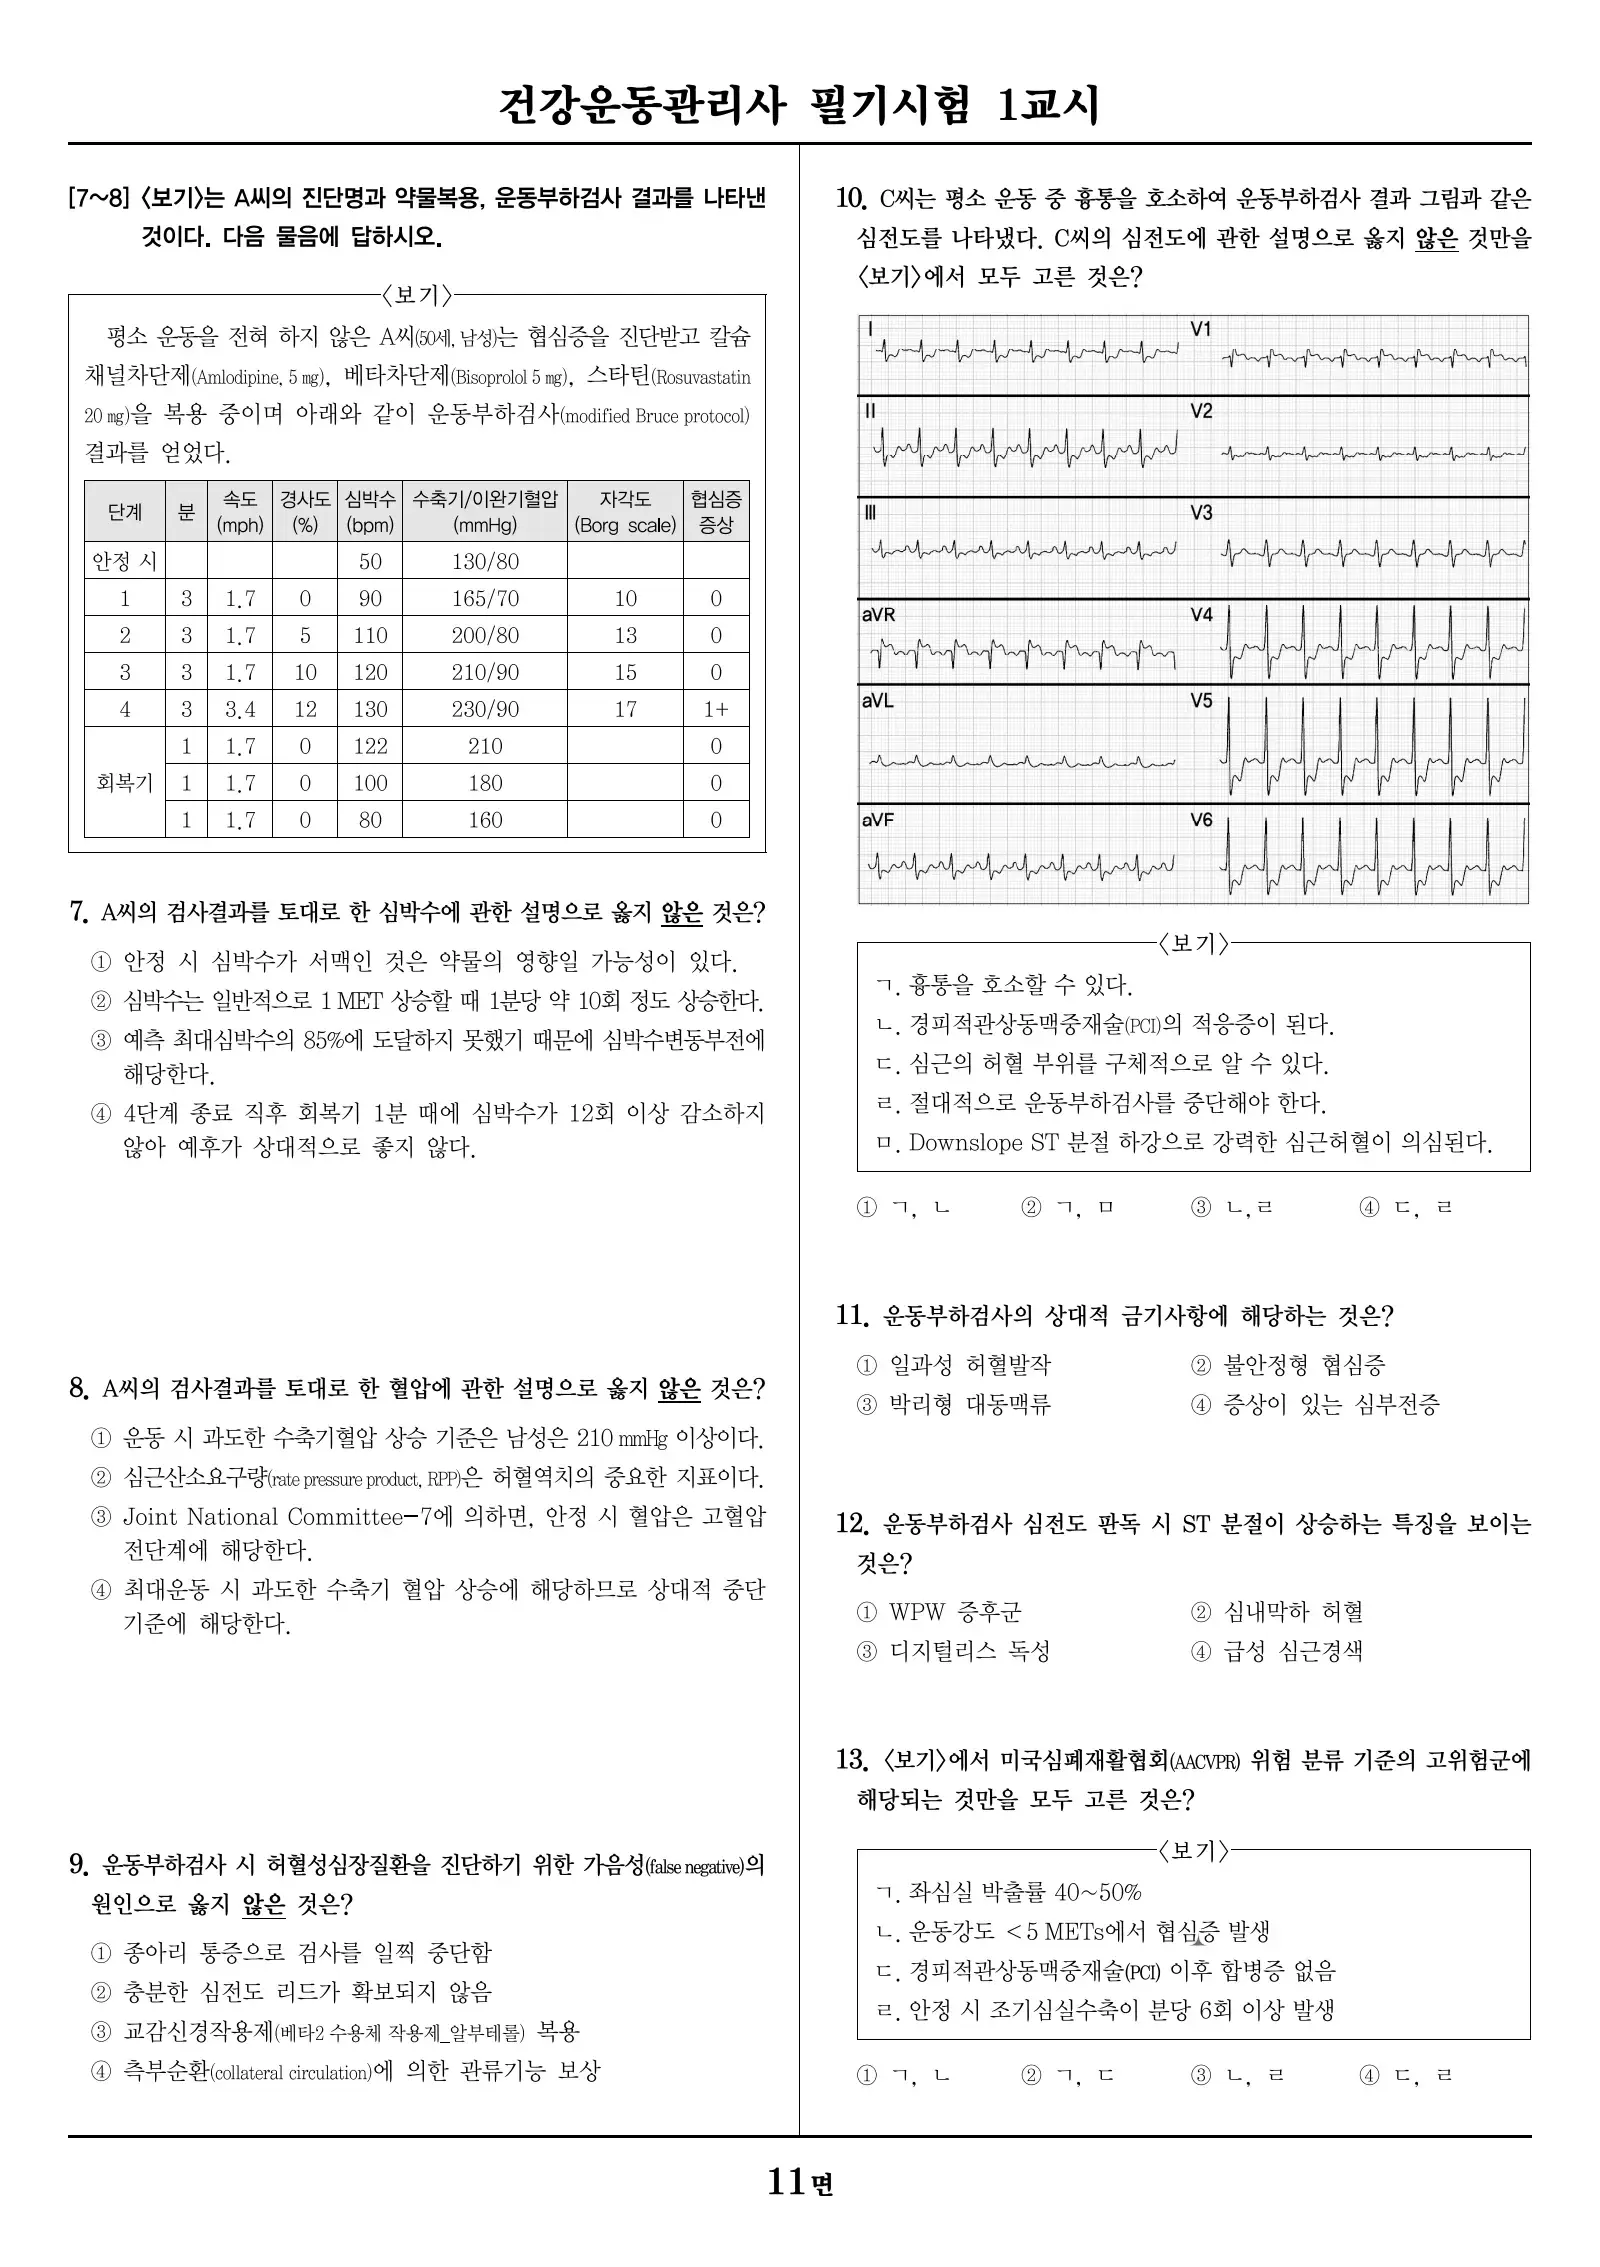 건강운동관리사 필기시험 1교시
[7~8] 〈보기〉는 A씨의 진단명과 약물복용, 운동부하검사 결과를 나타낸
것이다. 다음 물음에 답하시오.
〈보기〉
평소 운동을 전혀 하지 않은 A씨(50세, 남성)는 협심증을 진단받고 칼슘
채널차단제(Amlodipine, 5 ㎎), 베타차단제(Bisoprolol 5 ㎎), 스타틴(Rosuvastatin
20 ㎎)을 복용 중이며 아래와 같이 운동부하검사(modified Bruce protocol)
결과를 얻었다.
단계 분 속도 (mph) 경사도 (%) 심박수 (bpm) 수축기/이완기혈압 (mmHg) 자각도 (Borg scale) 협심증 증상
안정 시 50 130/80
1 3 1.7 0 90 165/70 10 0
2 3 1.7 5 110 200/80 13 0
3 3 1.7 10 120 210/90 15 0
4 3 3.4 12 130 230/90 17 1+
회복기 1 1.7 0 122 210 0
1 1.7 0 100 180 0
1 1.7 0 80 160 0
7. A씨의 검사결과를 토대로 한 심박수에 관한 설명으로 옳지 않은 것은?
① 안정 시 심박수가 서맥인 것은 약물의 영향일 가능성이 있다.
② 심박수는 일반적으로 1 MET 상승할 때 1분당 약 10회 정도 상승한다.
③ 예측 최대심박수의 85%에 도달하지 못했기 때문에 심박수변동부전에
해당한다.
④ 4단계 종료 직후 회복기 1분 때에 심박수가 12회 이상 감소하지
않아 예후가 상대적으로 좋지 않다.
8. A씨의 검사결과를 토대로 한 혈압에 관한 설명으로 옳지 않은 것은?
① 운동 시 과도한 수축기혈압 상승 기준은 남성은 210 ㎜Hg 이상이다.
② 심근산소요구량(rate pressure product, RPP)은 허혈역치의 중요한 지표이다.
③ Joint National Committee-7에 의하면, 안정 시 혈압은 고혈압
전단계에 해당한다.
④ 최대운동 시 과도한 수축기 혈압 상승에 해당하므로 상대적 중단
기준에 해당한다.
9. 운동부하검사 시 허혈성심장질환을 진단하기 위한 가음성(false negative)의
원인으로 옳지 않은 것은?
① 종아리 통증으로 검사를 일찍 중단함
② 충분한 심전도 리드가 확보되지 않음
③ 교감신경작용제(베타2 수용체 작용제_알부테롤) 복용
④ 측부순환(collateral circulation)에 의한 관류기능 보상
10. C씨는 평소 운동 중 흉통을 호소하여 운동부하검사 결과 그림과 같은
심전도를 나타냈다. C씨의 심전도에 관한 설명으로 옳지 않은 것만을
〈보기〉에서 모두 고른 것은?
I V1
II V2
III V3
aVR V4
aVL V5
aVF V6
〈보기〉
ㄱ. 흉통을 호소할 수 있다.
ㄴ. 경피적관상동맥중재술(PCI)의 적응증이 된다.
ㄷ. 심근의 허혈 부위를 구체적으로 알 수 있다.
ㄹ. 절대적으로 운동부하검사를 중단해야 한다.
ㅁ. Downslope ST 분절 하강으로 강력한 심근허혈이 의심된다.
① ㄱ, ㄴ ② ㄱ, ㅁ ③ ㄴ,ㄹ ④ ㄷ, ㄹ
11. 운동부하검사의 상대적 금기사항에 해당하는 것은?
① 일과성 허혈발작 ② 불안정형 협심증
③ 박리형 대동맥류 ④ 증상이 있는 심부전증
12. 운동부하검사 심전도 판독 시 ST 분절이 상승하는 특징을 보이는
것은?
① WPW 증후군 ② 심내막하 허혈
③ 디지털리스 독성 ④ 급성 심근경색
13. 〈보기〉에서 미국심폐재활협회(AACVPR) 위험 분류 기준의 고위험군에
해당되는 것만을 모두 고른 것은?
〈보기〉
ㄱ. 좌심실 박출률 40~50%
ㄴ. 운동강도 <5 METs에서 협심증 발생
ㄷ. 경피적관상동맥중재술(PCI) 이후 합병증 없음
ㄹ. 안정 시 조기심실수축이 분당 6회 이상 발생
① ㄱ, ㄴ ② ㄱ, ㄷ ③ ㄴ, ㄹ ④ ㄷ, ㄹ
11면